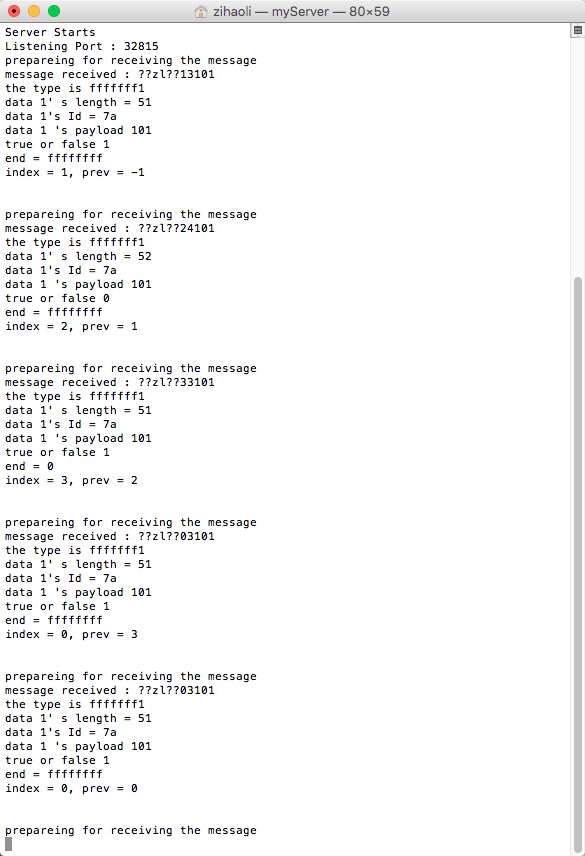 zihaoli — myServer — 80×59
Server Starts
Listening Port : 32815
prepareing for receiving the message
message received : ??zl??13101
the type is fffffff1
data 1' s length = 51
data 1's Id = 7a
data 1 's payload 101
true or false 1
end = ffffffff
index = 1, prev = -1
prepareing for receiving the message
message received : ??zl??24101
the type is fffffff1
data 1' s length = 52
data 1's Id = 7a
data 1 's payload 101
true or false 0
end = ffffffff
index = 2, prev = 1
prepareing for receiving the message
message received : ??zl??33101
the type is fffffff1
data 1' s length = 51
data 1's Id = 7a
data 1 's payload 101
true or false 1
end = 0
index = 3, prev = 2
prepareing for receiving the message
message received : ??zl??03101
the type is fffffff1
data 1' s length = 51
data 1's Id = 7a
data 1 's payload 101
true or false 1
end = ffffffff
index = 0, prev = 3
prepareing for receiving the message
message received : ??zl??03101
the type is fffffff1
data 1' s length = 51
data 1's Id = 7a
data 1 's payload 101
true or false 1
end = ffffffff
index = 0, prev = 0
prepareing for receiving the message